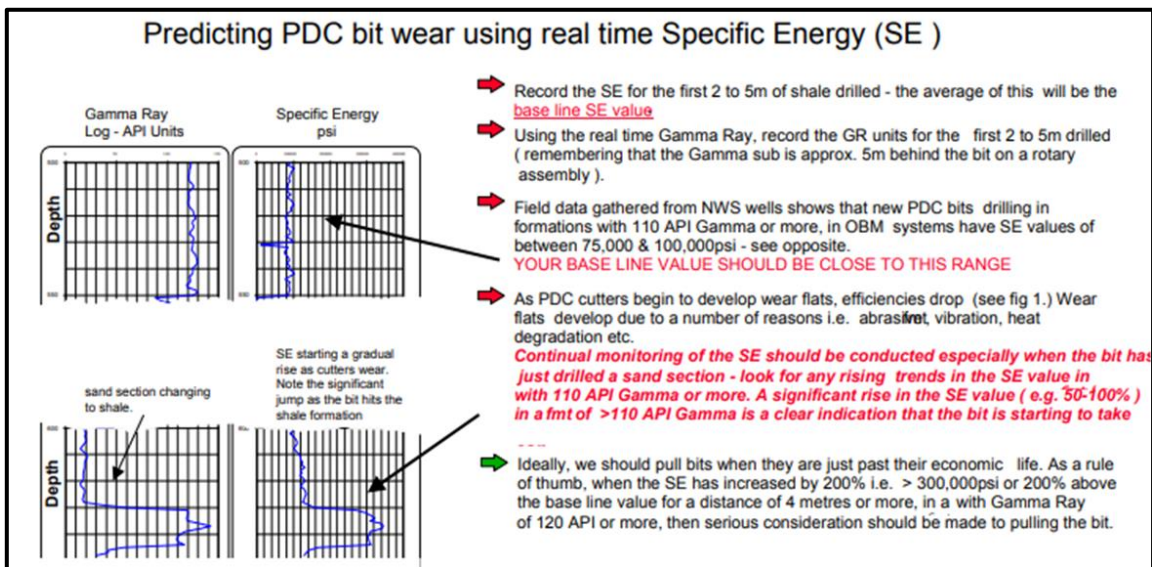 Predicting PDC bit wear using real time Specific Energy (SE )
Gamma Ray
Log - API Units
Specific Energy
psi
Depth
Record the SE for the first 2 to 5m of shale drilled - the average of this will be the
base line SE value
Using the real time Gamma Ray, record the GR units for the first 2 to 5m drilled
( remembering that the Gamma sub is approx. 5m behind the bit on a rotary
assembly ).
Field data gathered from NWS wells shows that new PDC bits drilling in
formations with 110 API Gamma or more, in OBM systems have SE values of
between 75,000 & 100,000psi - see opposite.
YOUR BASE LINE VALUE SHOULD BE CLOSE TO THIS RANGE
As PDC cutters begin to develop wear flats, efficiencies drop (see fig 1.) Wear
flats develop due to a number of reasons i.e. vibration, heat
degradation etc.
Continual monitoring of the SE should be conducted especially when the bit has
just drilled a sand section - look for any rising trends in the SE value in
with 110 API Gamma or more. A significant rise in the SE value ( e.g. 50-100% )
in a fmt of >110 API Gamma is a clear indication that the bit is starting to take
sand section changing
to shale.
SE starting a gradual
rise as cutters wear.
Note the significant
jump as the bit hits the
shale formation
Depth
Ideally, we should pull bits when they are just past their economic life. As a rule
of thumb, when the SE has increased by 200% i.e. > 300,000psi or 200% above
the base line value for a distance of 4 metres or more, in a with Gamma Ray
of 120 API or more, then serious consideration should be made to pulling the bit.